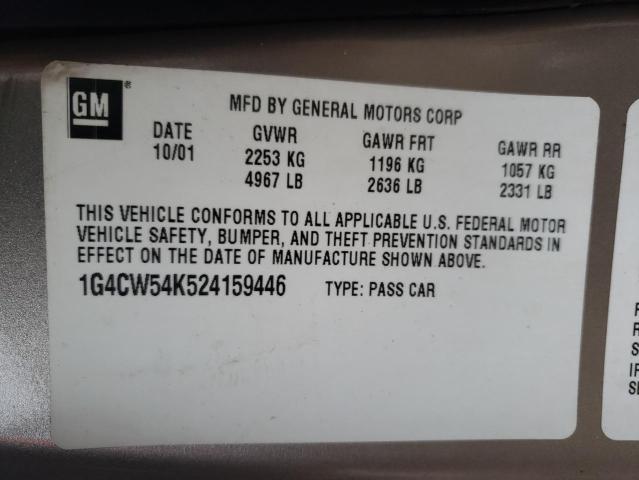 GM®
MFD BY GENERAL MOTORS CORP
DATE GVWR GAWR FRT GAWR RR
10/01 2253 KG 1196 KG 1057 KG
4967 LB 2636 LB 2331 LB
THIS VEHICLE CONFORMS TO ALL APPLICABLE U.S. FEDERAL MOTOR
VEHICLE SAFETY, BUMPER, AND THEFT PREVENTION STANDARDS IN
EFFECT ON THE DATE OF MANUFACTURE SHOWN ABOVE.
1G4CW54K524159446 TYPE: PASS CAR